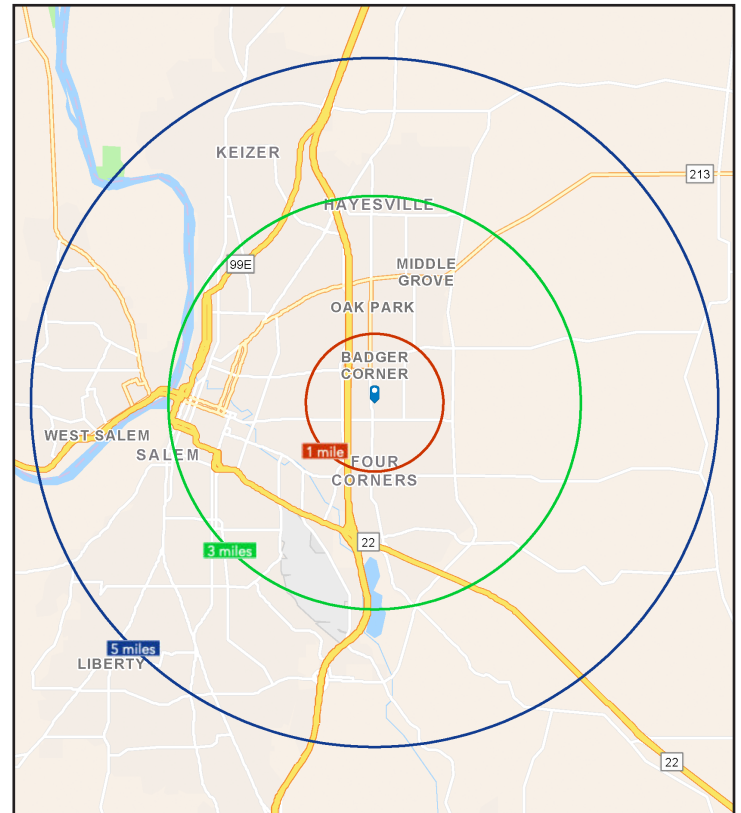 KEIZER
213
HAYESVILLE
99E
MIDDLE
GROVE
OAK PARK
BADGER
CORNER
WEST SALEM
SALEM
1 mile
FOUR
CORNERS
22
3 miles
5 miles
LIBERTY
22